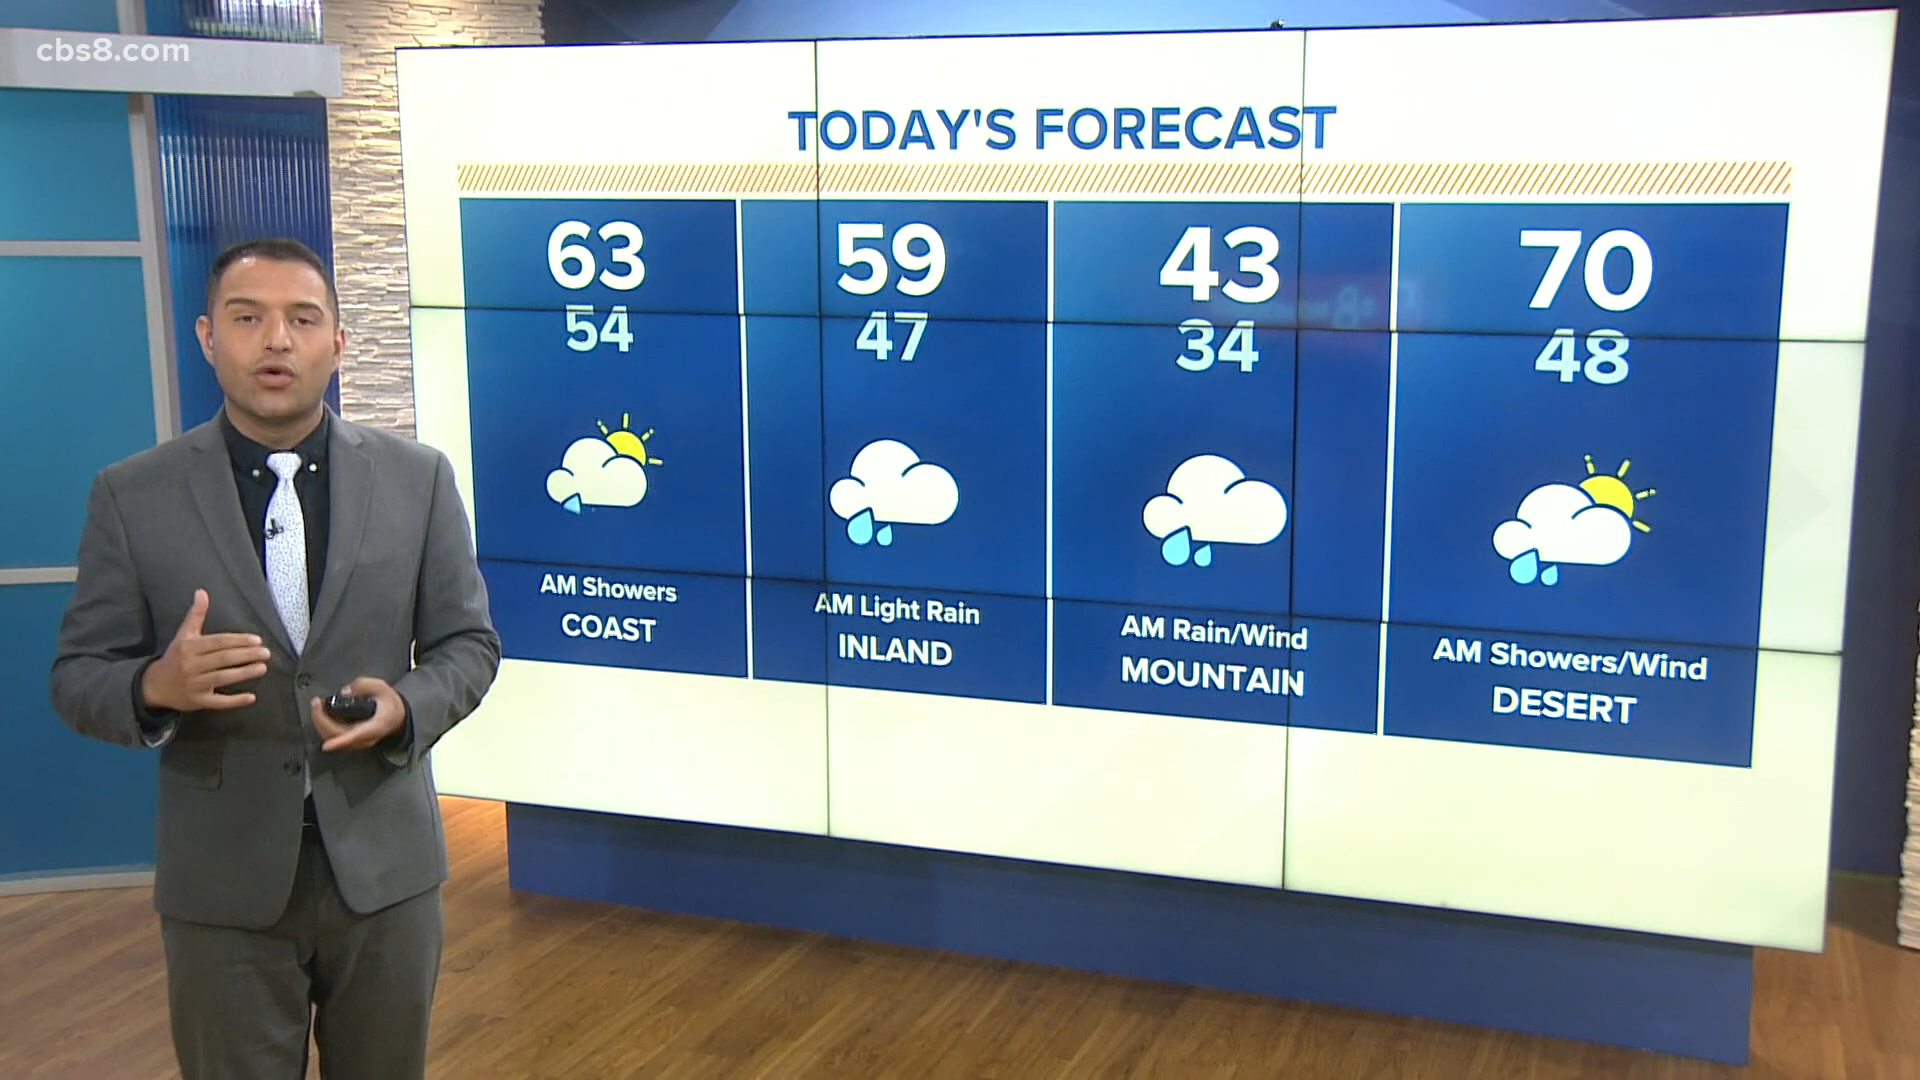 cbs8.com
TODAY'S FORECAST
63
54
AM Showers
COAST
59
47
AM Light Rain
INLAND
43
34
AM Rain/Wind
MOUNTAIN
70
48
AM Showers/Wind
DESERT